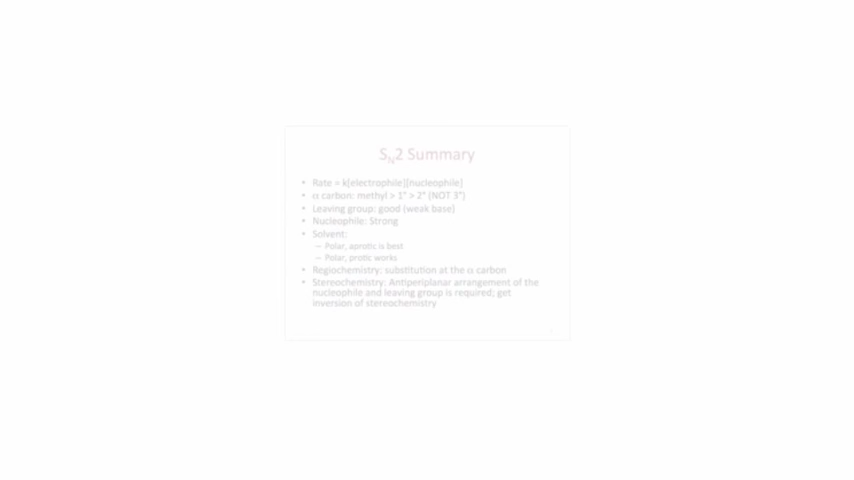 SN2 Summary
• Rate = k[electrophile][nucleophile]
• α carbon: methyl > 1° > 2° (NOT 3°)
• Leaving group: good (weak base)
• Nucleophile: Strong
• Solvent:
– Polar, aprotic is best
– Polar, protic works
• Regiochemistry: substitution at the α carbon
• Stereochemistry: Antiperiplanar arrangement of the
nucleophile and leaving group is required; get
inversion of stereochemistry